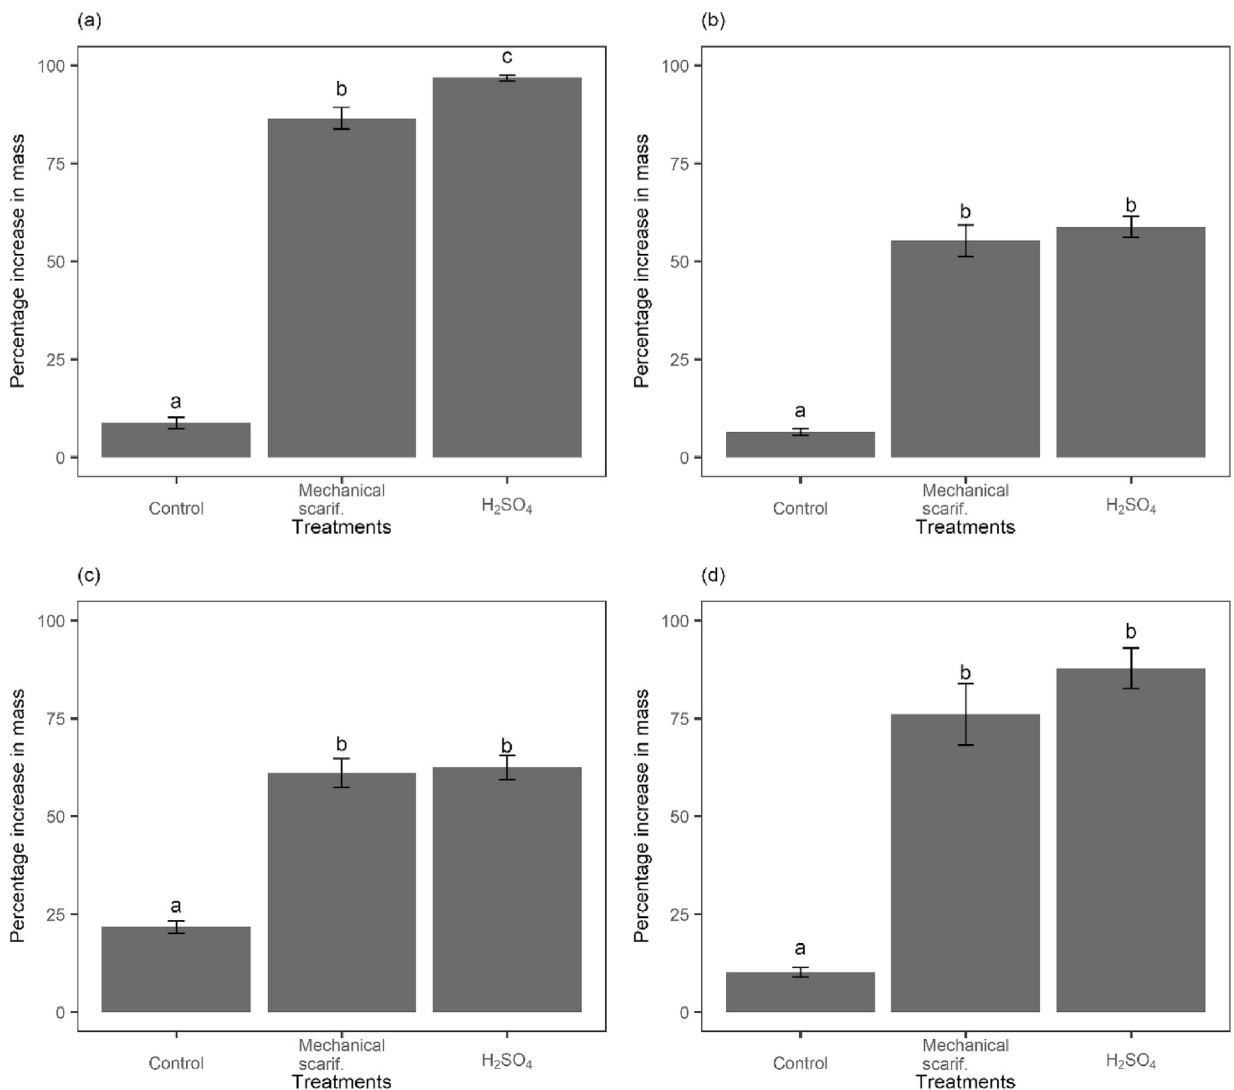 (a)
Percentage increase in mass
100
75
50
25
0
a
b
c
Control
Mechanical
scarif.
H₂SO₄
Treatments
(b)
Percentage increase in mass
100
75
50
25
0
a
b
b
Control
Mechanical
scarif.
H₂SO₄
Treatments
(c)
Percentage increase in mass
100
75
50
25
0
a
b
b
Control
Mechanical
scarif.
H₂SO₄
Treatments
(d)
Percentage increase in mass
100
75
50
25
0
a
b
b
Control
Mechanical
scarif.
H₂SO₄
Treatments